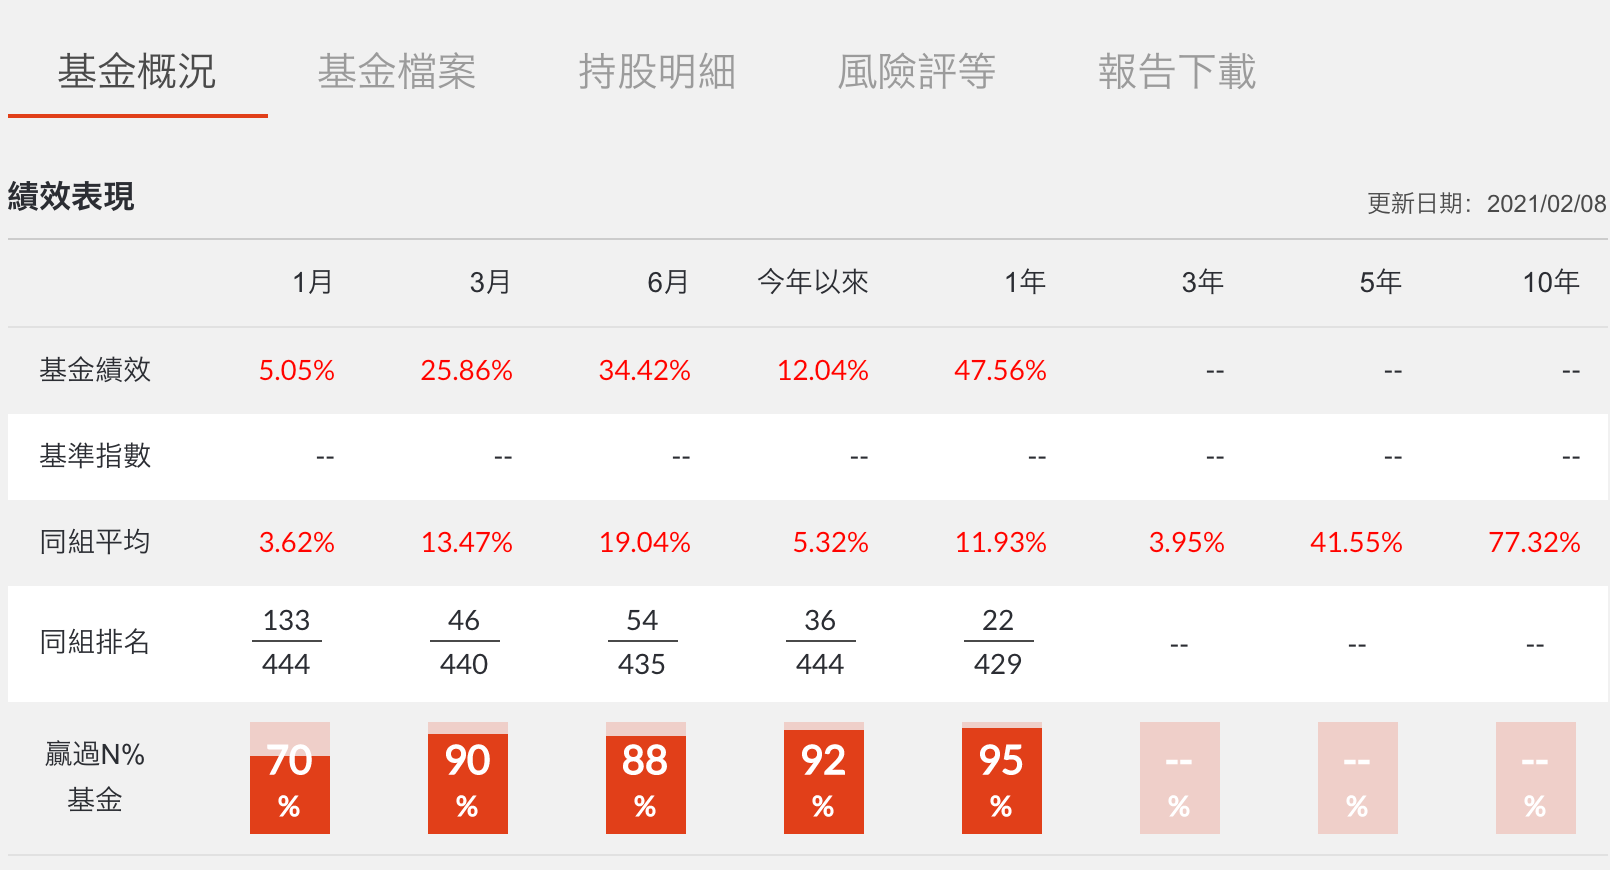 基金概況 基金檔案 持股明細 風險評等 報告下載
績效表現 更新日期：2021/02/08
1月 3月 6月 今年以來 1年 3年 5年 10年
基金績效 5.05% 25.86% 34.42% 12.04% 47.56% -- -- --
基準指數 -- -- -- -- -- -- -- --
同組平均 3.62% 13.47% 19.04% 5.32% 11.93% 3.95% 41.55% 77.32%
133 46 54 36 22
同組排名 -- -- --
444 440 435 444 429
贏過N% 70 90 88 92 95 -- -- --
基金 % % % % % % % %